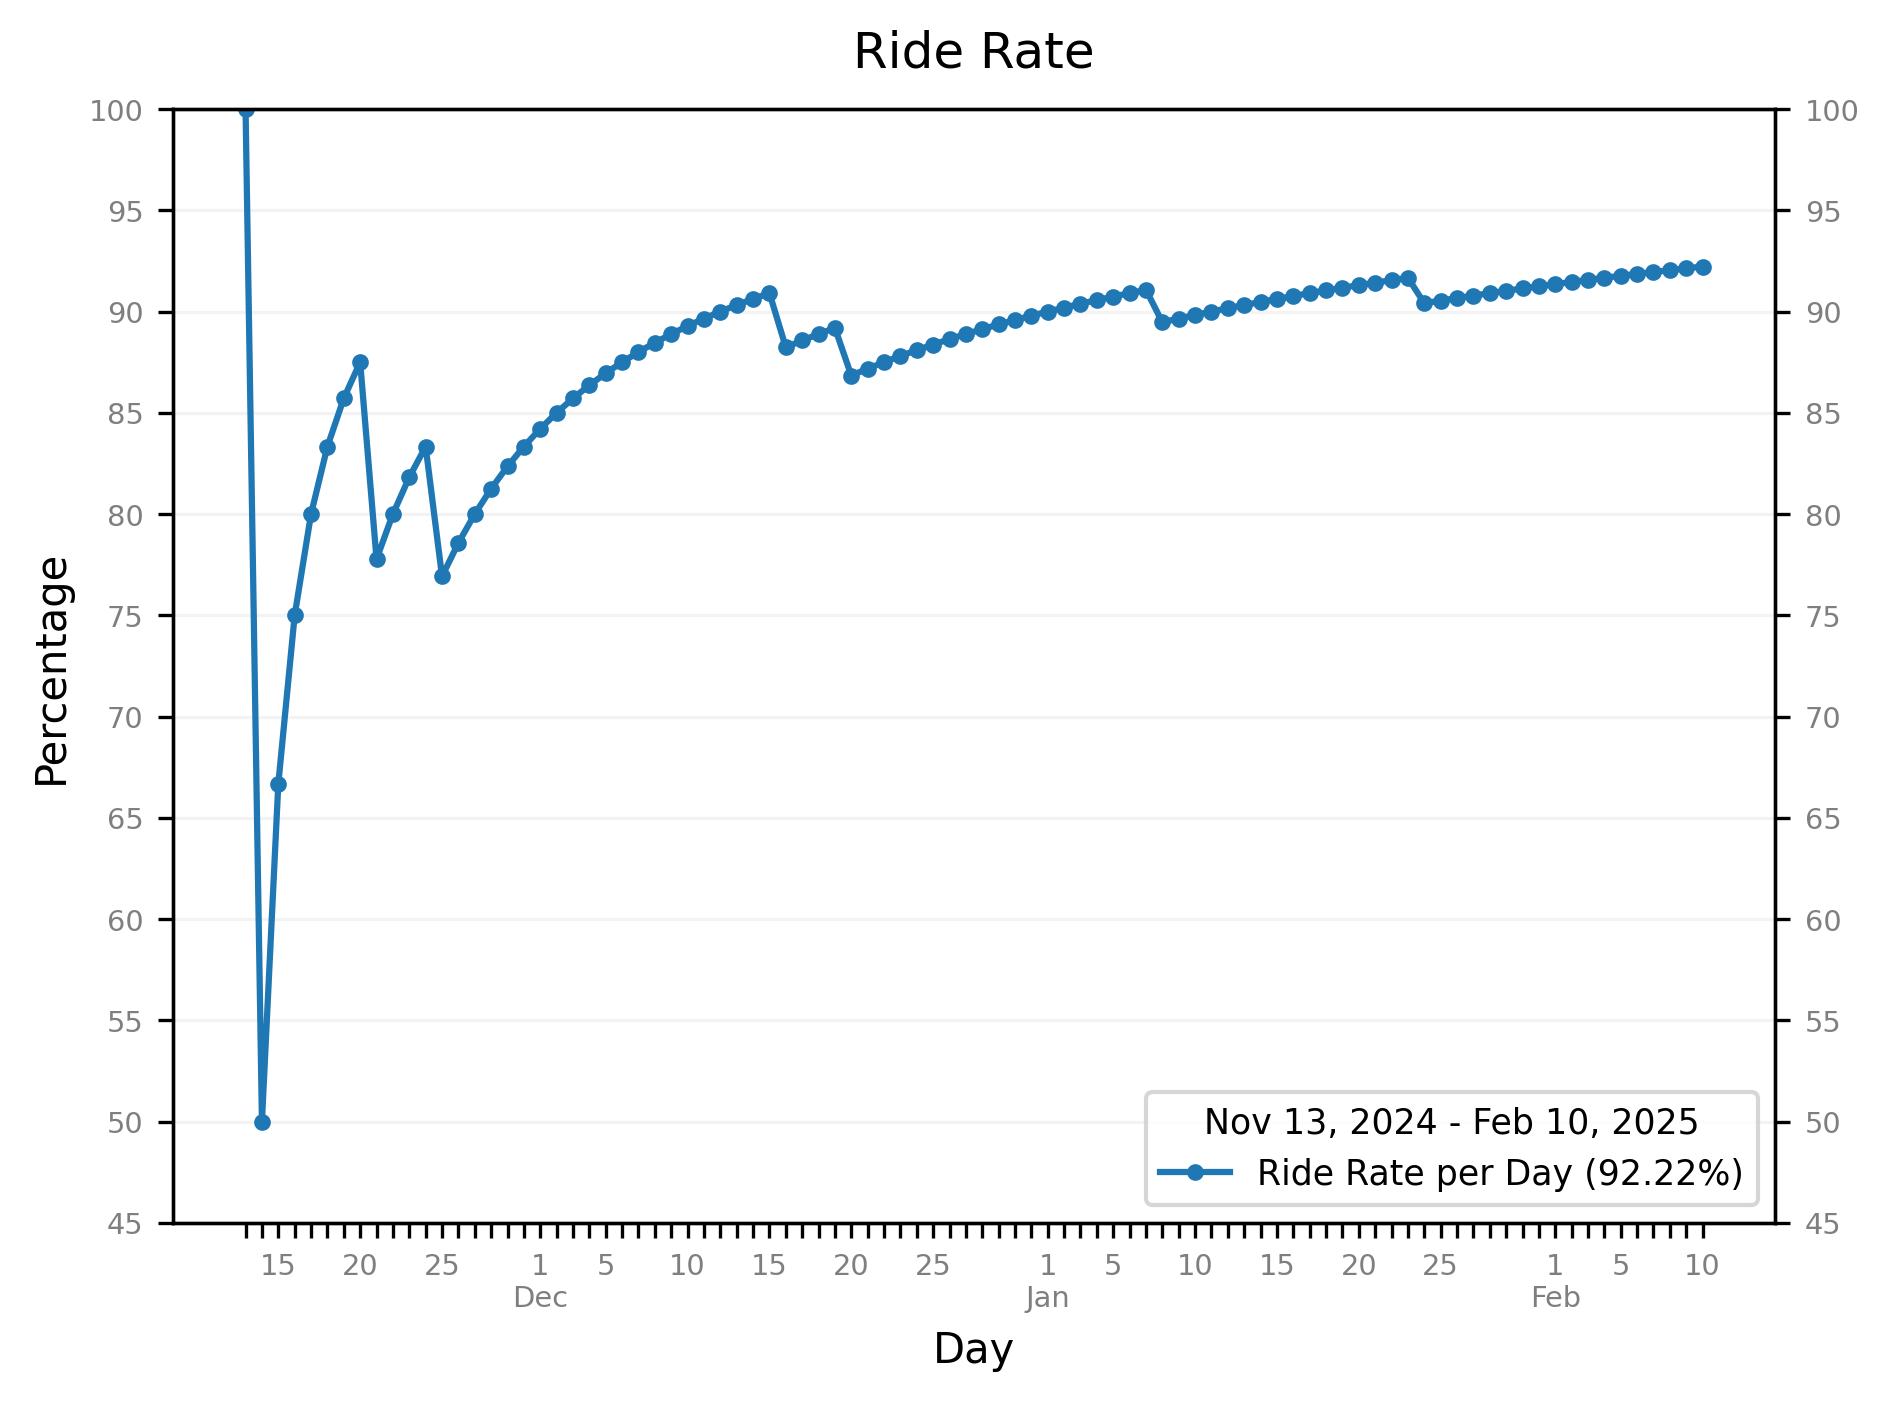 Ride Rate
100 100
95 95
90 90
85 85
80 80
75 75
70 70
65 65
60 60
55 55
50 50
45 45
Percentage
Nov 13, 2024 - Feb 10, 2025
Ride Rate per Day (92.22%)
15 20 25 1 5 10 15 20 25 1 5 10 15 20 25 1 5 10
Dec Jan Feb
Day